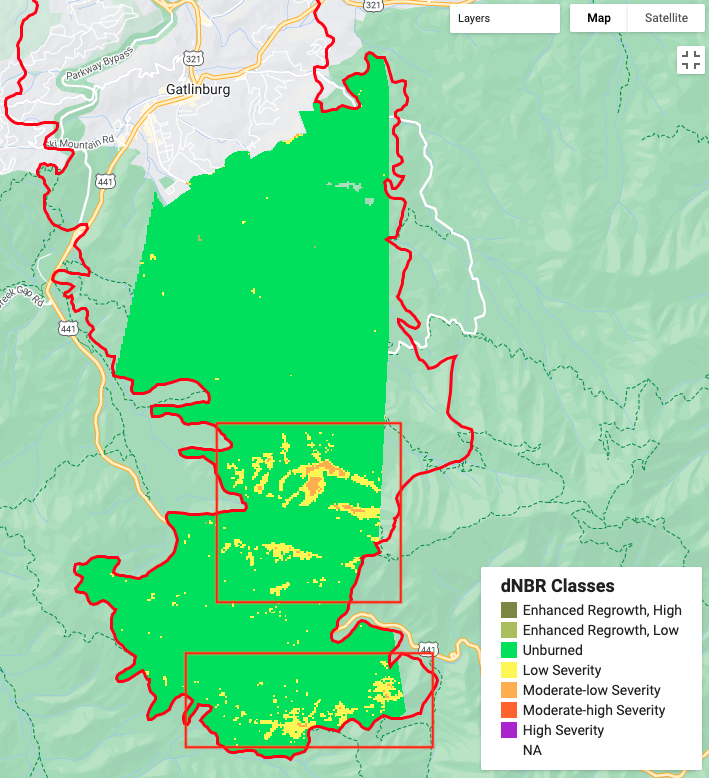 321
Layers
Map
Satellite
Parkway Bypass
321
Gatlinburg
Ski Mountain Rd
441
Creek Gap Rd
441
441
dNBR Classes
Enhanced Regrowth, High
Enhanced Regrowth, Low
Unburned
Low Severity
Moderate-low Severity
Moderate-high Severity
High Severity
NA